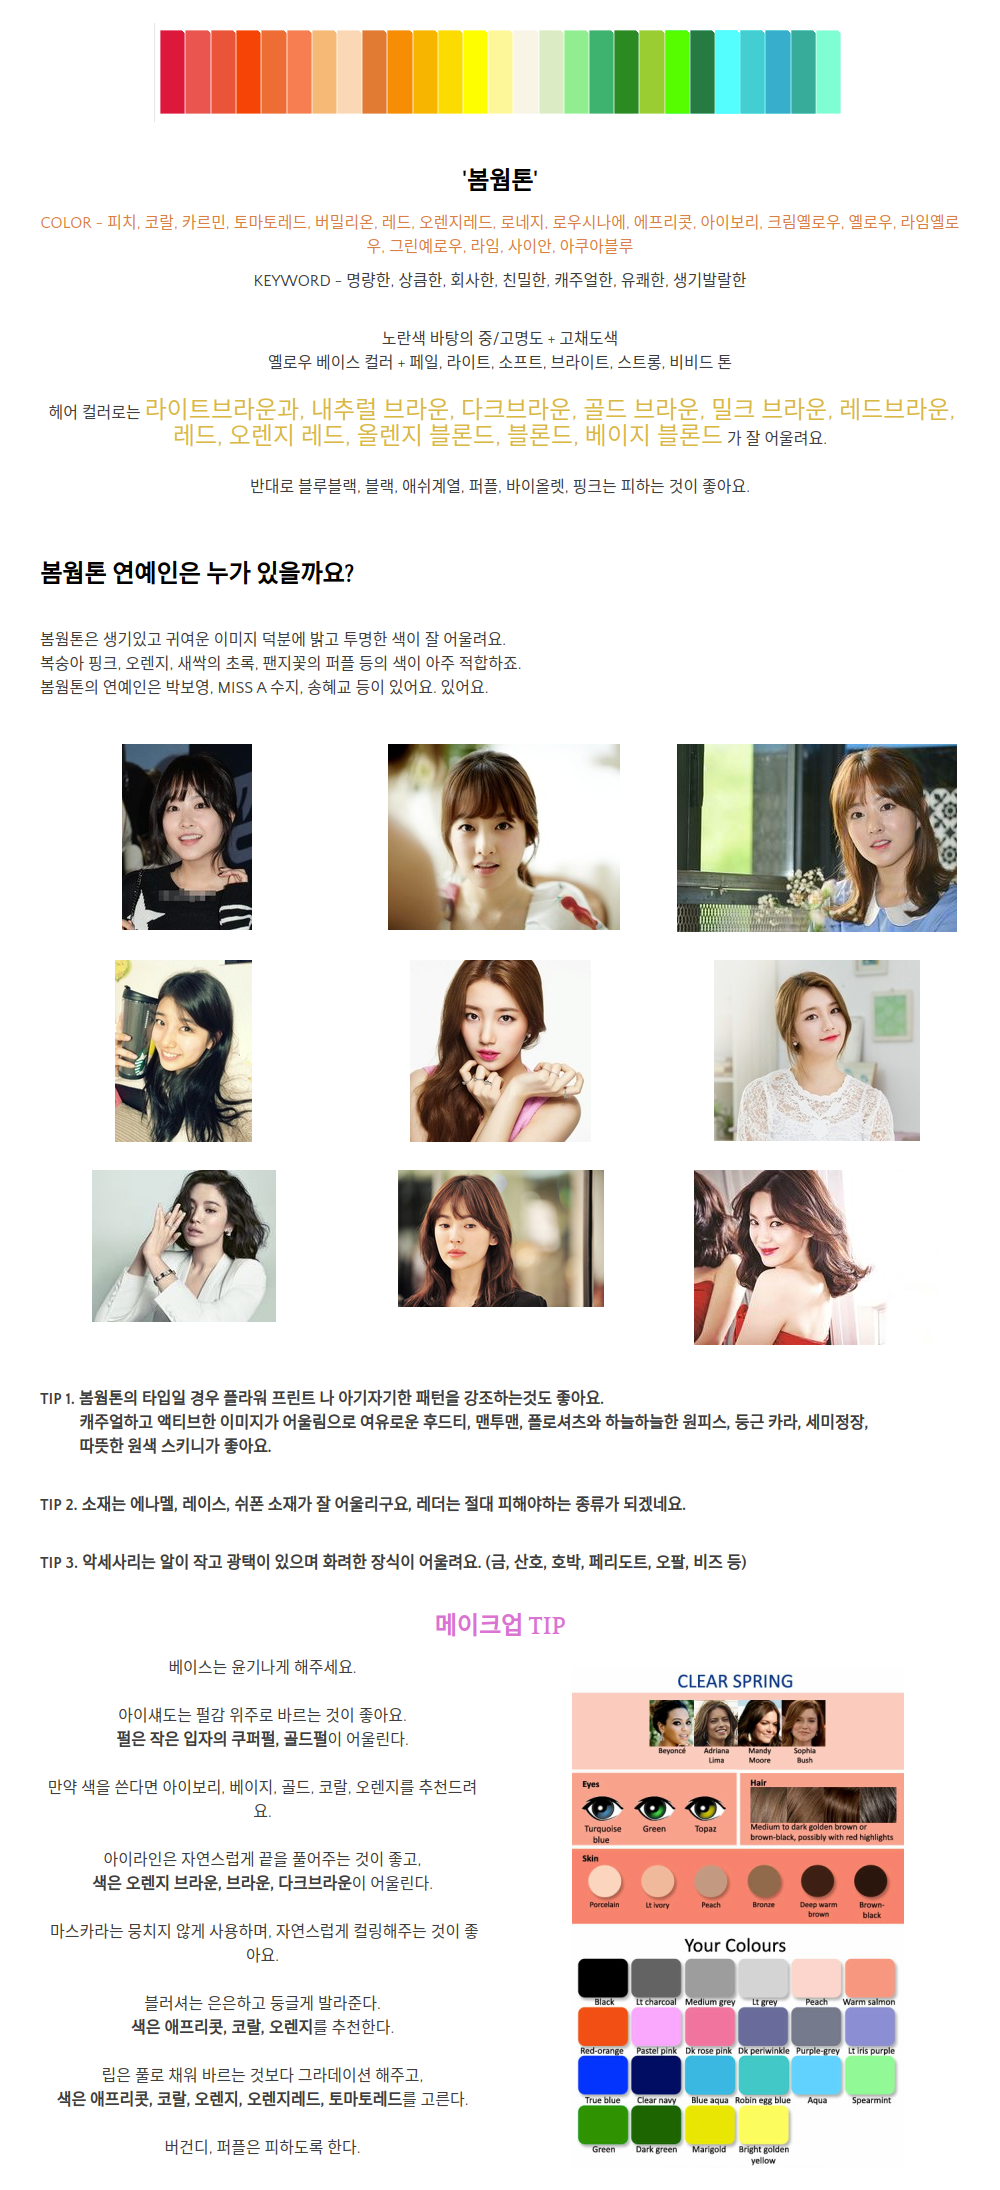 '봄웜톤'
COLOR - 피치, 코랄, 카르민, 토마토레드, 버밀리온, 레드, 오렌지레드, 로네지, 로우시나에, 에프리콧, 아이보리, 크림옐로우, 옐로우, 라임옐로
우, 그린예로우, 라임, 사이안, 아쿠아블루
KEYWORD - 명량한, 상큼한, 회사한, 친밀한, 캐주얼한, 유쾌한, 생기발랄한
노란색 바탕의 중/고명도 + 고채도색
옐로우 베이스 컬러 + 페일, 라이트, 소프트, 브라이트, 스트롱, 비비드 톤
헤어 컬러로는 라이트브라운과, 내추럴 브라운, 다크브라운, 골드 브라운, 밀크 브라운, 레드브라운,
레드, 오렌지 레드, 올렌지 블론드, 블론드, 베이지 블론드 가 잘 어울려요.
반대로 블루블랙, 블랙, 애쉬계열, 퍼플, 바이올렛, 핑크는 피하는 것이 좋아요.
봄웜톤 연예인은 누가 있을까요?
봄웜톤은 생기있고 귀여운 이미지 덕분에 밝고 투명한 색이 잘 어울려요.
복숭아 핑크, 오렌지, 새싹의 초록, 팬지꽃의 퍼플 등의 색이 아주 적합하죠.
봄웜톤의 연예인은 박보영, MISS A 수지, 송혜교 등이 있어요. 있어요.
TIP 1. 봄웜톤의 타입일 경우 플라워 프린트 나 아기자기한 패턴을 강조하는것도 좋아요.
캐주얼하고 액티브한 이미지가 어울림으로 여유로운 후드티, 맨투맨, 폴로셔츠와 하늘하늘한 원피스, 둥근 카라, 세미정장,
따뜻한 원색 스키니가 좋아요.
TIP 2. 소재는 에나멜, 레이스, 쉬폰 소재가 잘 어울리구요, 레더는 절대 피해야하는 종류가 되겠네요.
TIP 3. 악세사리는 알이 작고 광택이 있으며 화려한 장식이 어울려요. (금, 산호, 호박, 페리도트, 오팔, 비즈 등)
메이크업 TIP
베이스는 윤기나게 해주세요.
아이섀도는 펄감 위주로 바르는 것이 좋아요.
펄은 작은 입자의 쿠퍼펄, 골드펄이 어울린다.
만약 색을 쓴다면 아이보리, 베이지, 골드, 코랄, 오렌지를 추천드려
요.
아이라인은 자연스럽게 끝을 풀어주는 것이 좋고,
색은 오렌지 브라운, 브라운, 다크브라운이 어울린다.
마스카라는 뭉치지 않게 사용하며, 자연스럽게 컬링해주는 것이 좋
아요.
블러셔는 은은하고 둥글게 발라준다.
색은 애프리콧, 코랄, 오렌지를 추천한다.
립은 풀로 채워 바르는 것보다 그라데이션 해주고,
색은 애프리콧, 코랄, 오렌지, 오렌지레드, 토마토레드를 고른다.
버건디, 퍼플은 피하도록 한다.
CLEAR SPRING
Beyoncé Adriana Mandy Sophia
Lima Moore Bush
Eyes
Turquoise Green Topaz
blue
Hair
Medium to dark golden brown or
brown-black, possibly with red highlights
Skin
Porcelain Lt ivory Peach Bronze Deep warm Brown-
brown black
Your Colours
Black Lt charcoal Medium grey Lt grey Peach Warm salmon
Red-orange Pastel pink Dk rose pink Dk periwinkle Purple-grey Lt iris purple
True blue Clear navy Blue aqua Robin egg blue Aqua Spearmint
Green Dark green Marigold Bright golden
yellow